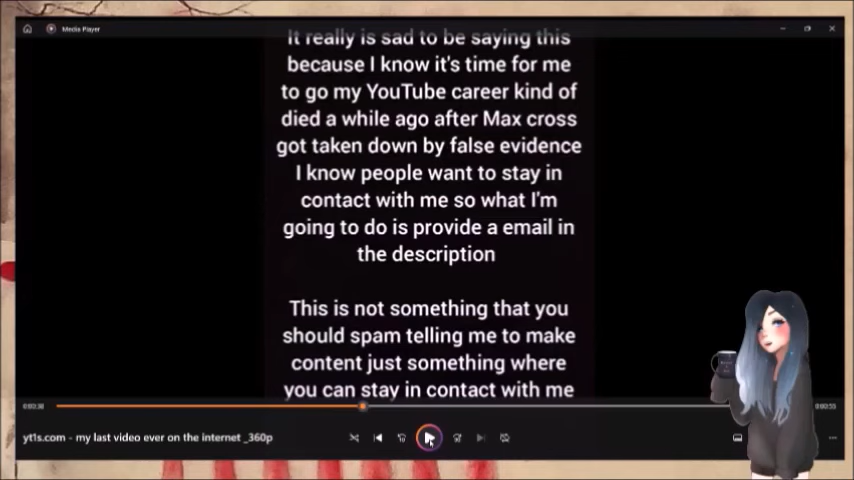 Media Player
It really is sad to be saying this
because I know it's time for me
to go my YouTube career kind of
died a while ago after Max cross
got taken down by false evidence
I know people want to stay in
contact with me so what I'm
going to do is provide a email in
the description
This is not something that you
should spam telling me to make
content just something where
you can stay in contact with me
yt1s.com - my last video ever on the internet _360p